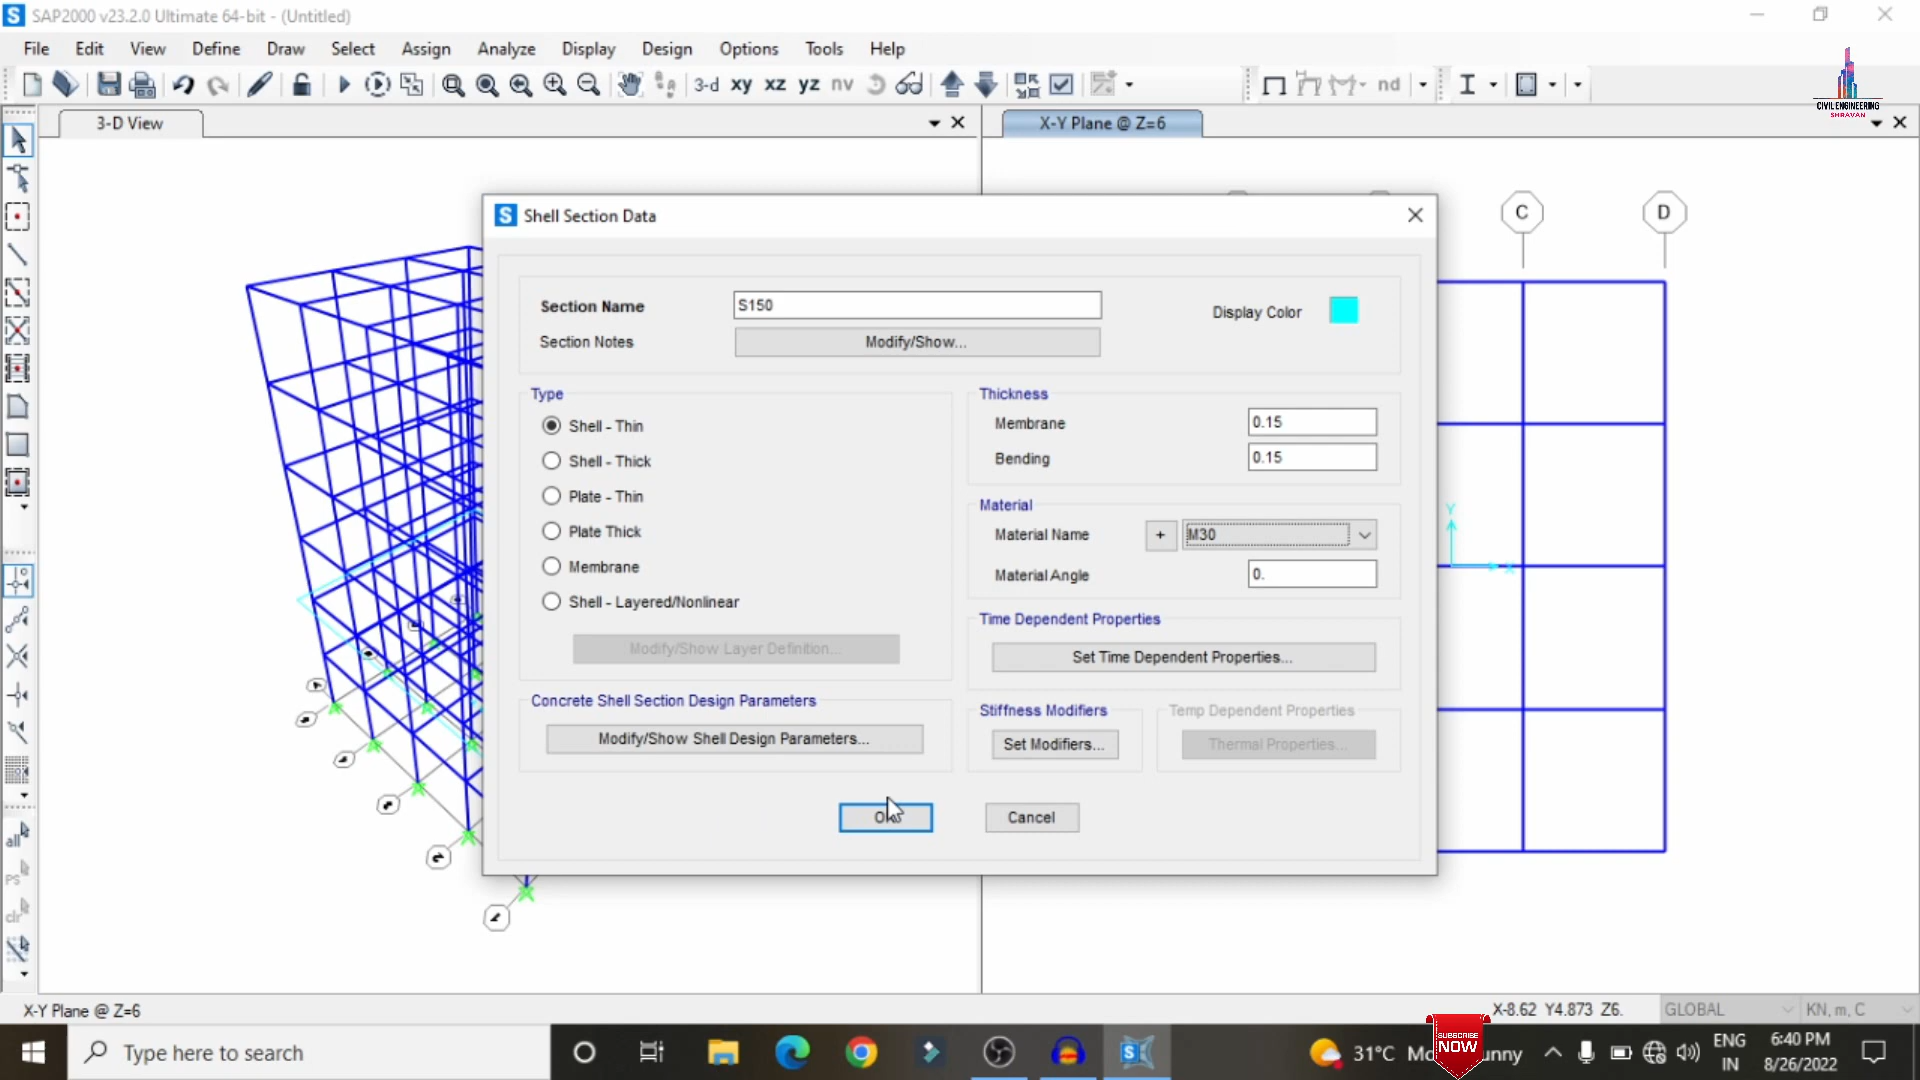 SAP2000 v23.2.0 Ultimate 64-bit - (Untitled)
File Edit View Define Draw Select Assign Analyze Display Design Options Tools Help
3-d xy xz yz nv nd
CIVIL ENGINEERING
SHRAVAN
3-D View
X-Y Plane @ Z=6
C D
Shell Section Data
Section Name S150 Display Color
Section Notes Modify/Show...
Type
Shell - Thin
Shell - Thick
Plate - Thin
Plate Thick
Membrane
Shell - Layered/Nonlinear
Modify/Show Layer Definition...
Concrete Shell Section Design Parameters
Modify/Show Shell Design Parameters...
Thickness
Membrane 0.15
Bending 0.15
Material
Material Name + M30
Material Angle 0.
Time Dependent Properties
Set Time Dependent Properties...
Stiffness Modifiers
Set Modifiers...
Temp Dependent Properties
Thermal Properties...
Cancel
Y
X
all
ps
clr
X-Y Plane @ Z=6
X-8.62 Y4.873 Z6.
GLOBAL
KN, m, C
Type here to search
31°C
SUBSCRIBE
NOW
ENG
IN
6:40 PM
8/26/2022